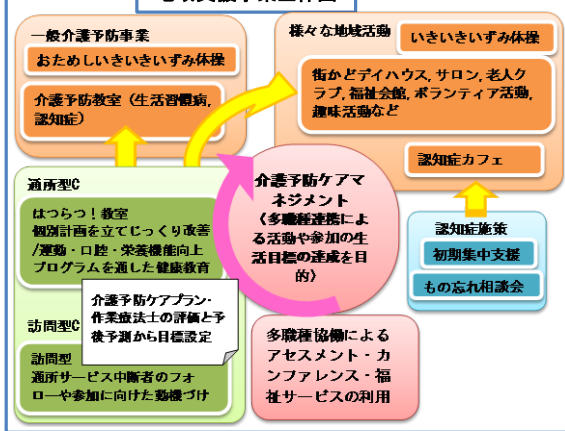 一般介護予防事業
おためしいきいきいずみ体操
介護予防教室（生活習慣病,
認知症）
様々な地域活動
いきいきいずみ体操
街かどデイハウス, サロン, 老人ク
ラブ, 福祉会館, ボランティア活動,
趣味活動など
認知症カフェ
通所型C
はつらつ！教室
個別計画を立てじっくり改善
/運動・口腔・栄養機能向上
プログラムを通した健康教育
介護予防ケアプラン・
作業療法士の評価と予
後予測から目標設定
訪問型C
訪問型
通所サービス中断者のフォ
ローや参加に向けた動機づけ
介護予防ケアマ
ネジメント
（多職種連携によ
る活動や参加の生
活目標の達成を目
的）
多職種協働による
アセスメント・カ
ンファレンス・福
祉サービスの利用
認知症施策
初期集中支援
もの忘れ相談会